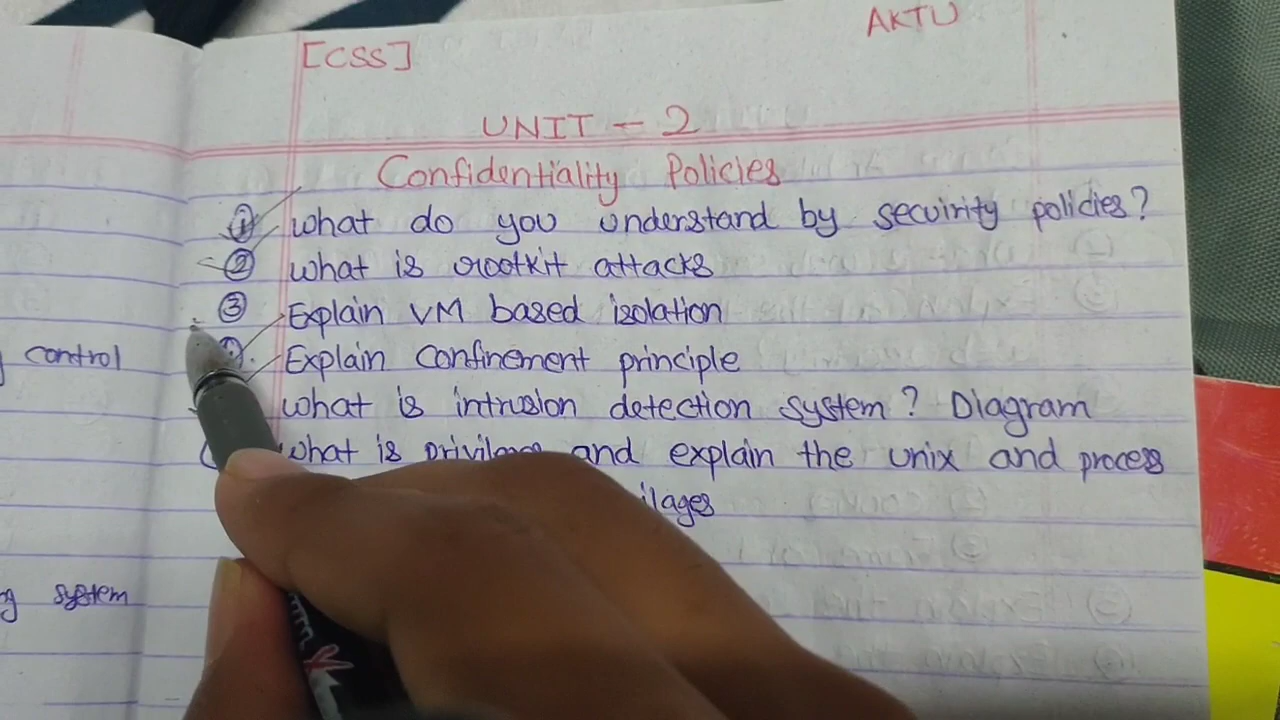 AKTU
[CSS]
UNIT - 2
Confidentiality Policies
① what do you understand by secuirity policies?
② what is rootkit attacks
③ Explain VM based isolation
Explain Confinement principle
control
what is intrusion detection system? Diagram
what is and explain the unix and process
ilages
system